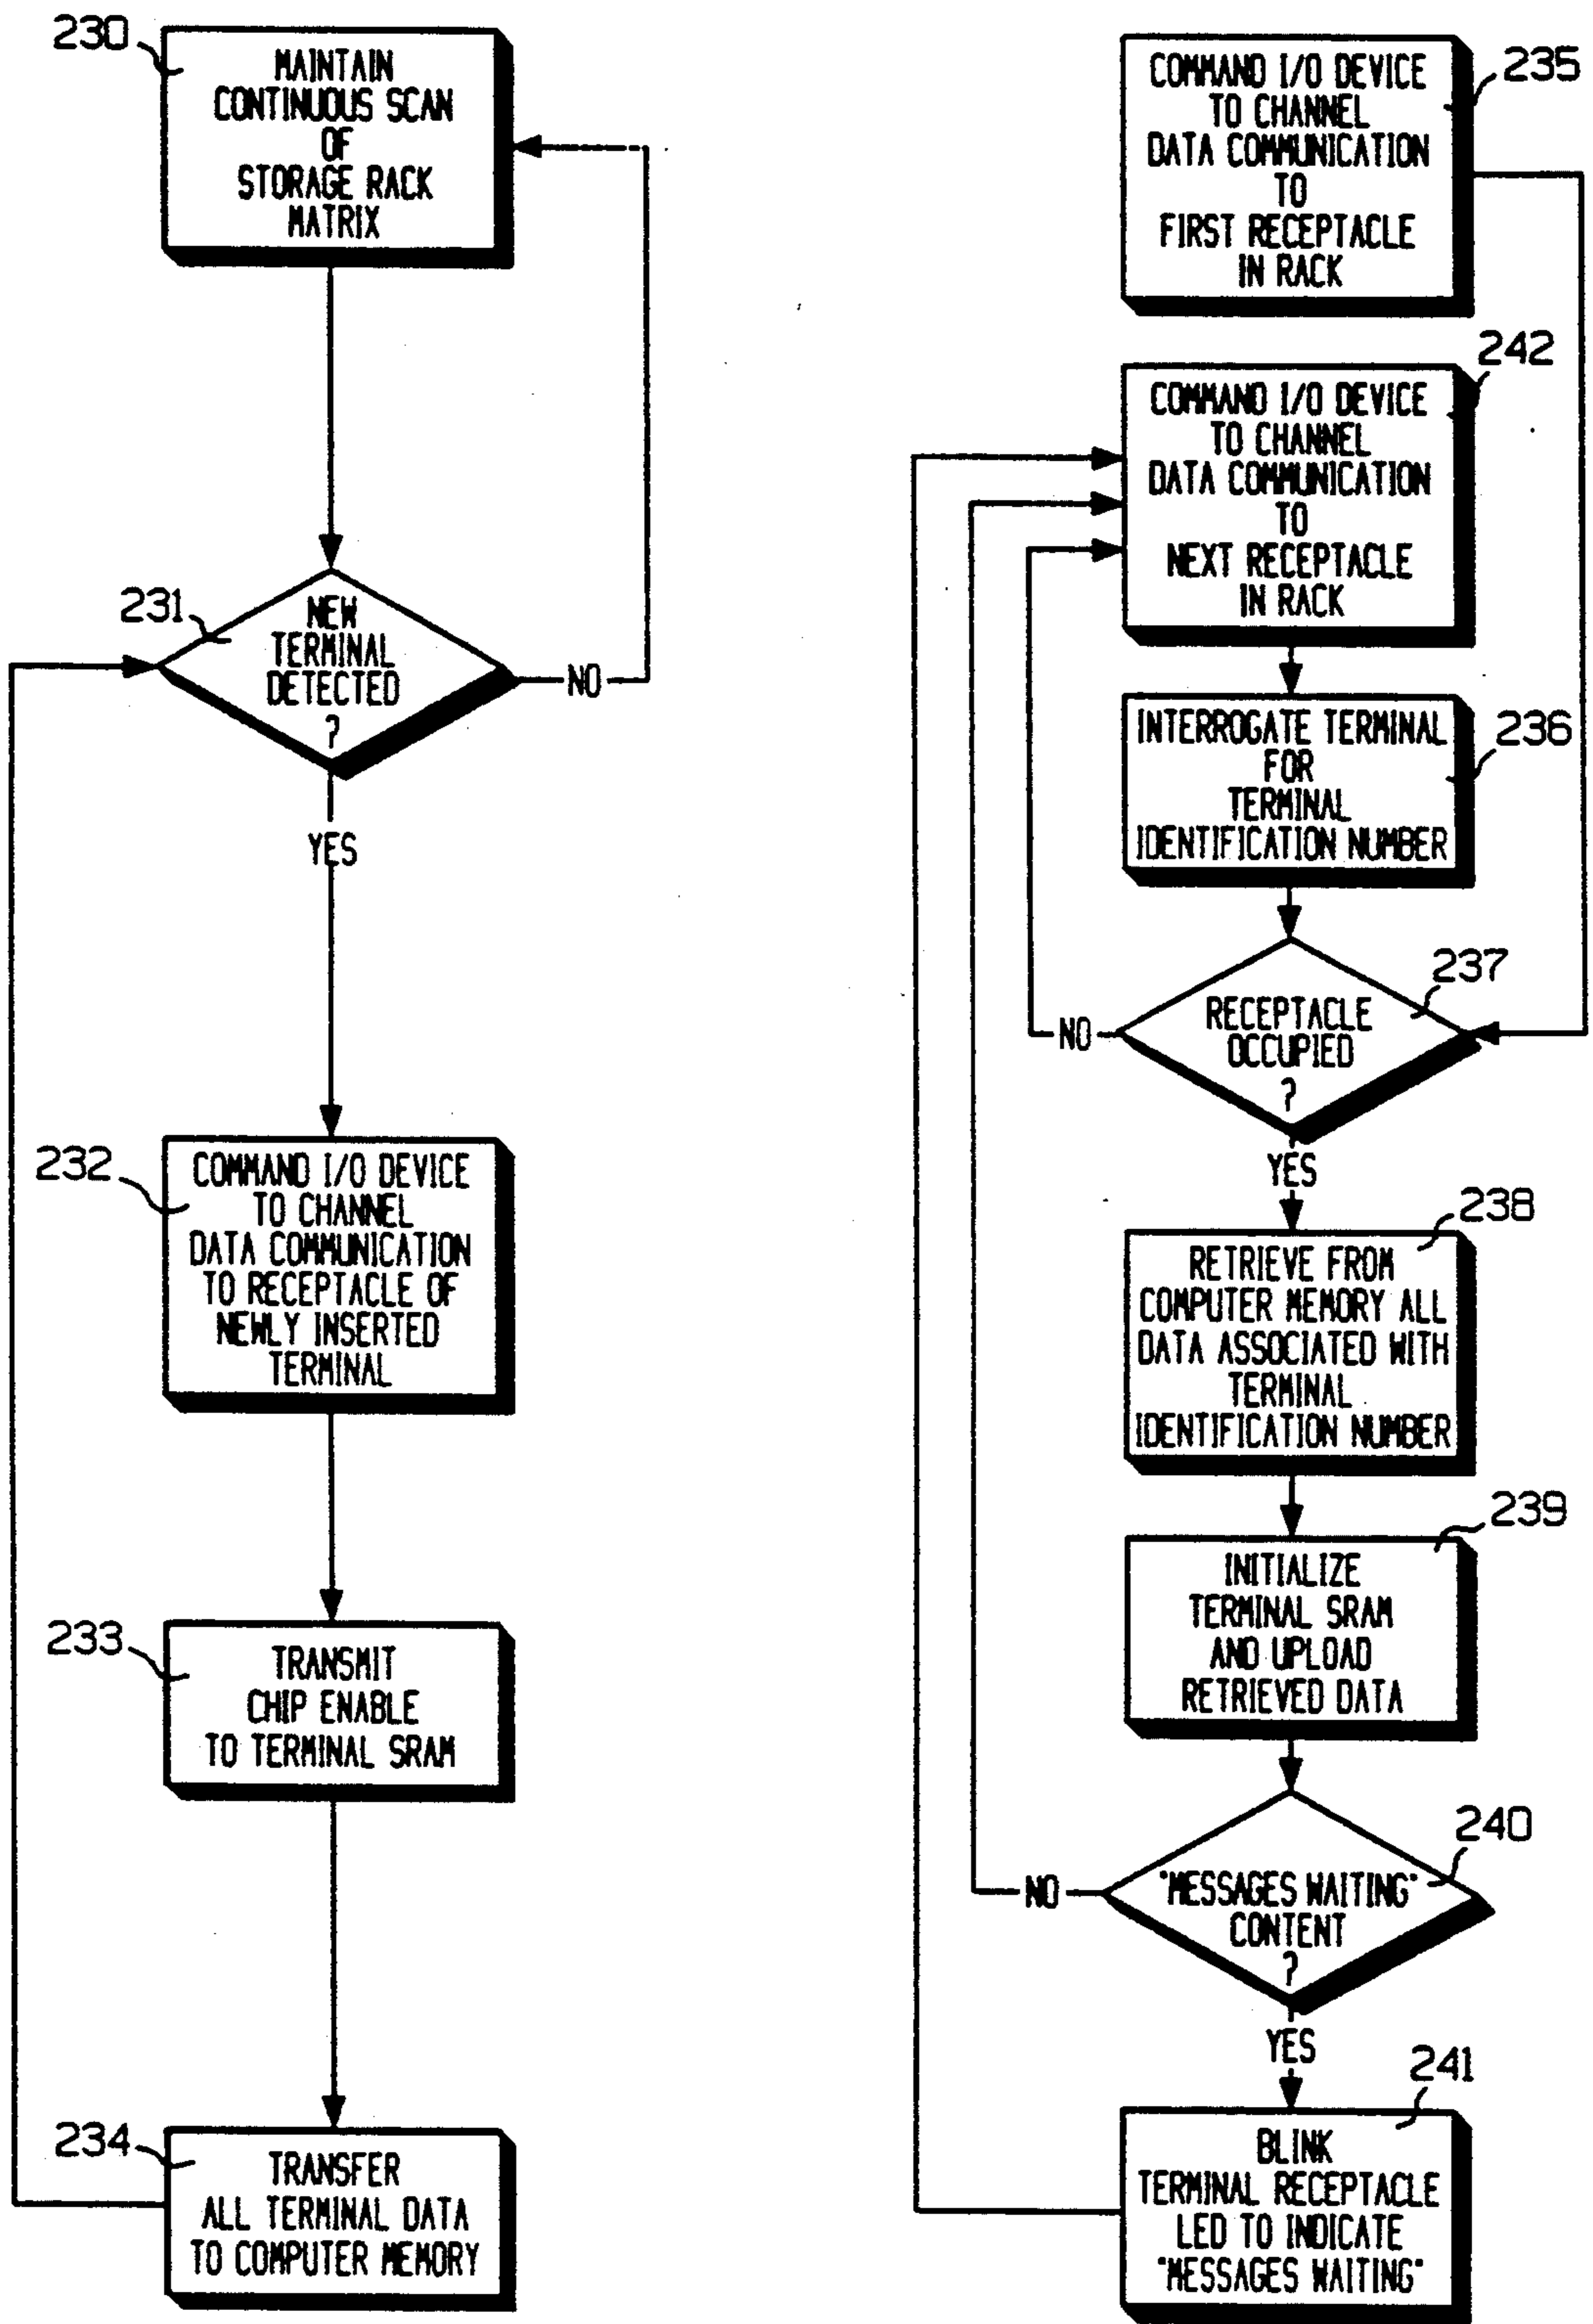 230
MAINTAIN
CONTINUOUS SCAN
OF
STORAGE RACK
MATRIX
231
NEW
TERMINAL
DETECTED
?
NO
YES
232
COMMAND I/O DEVICE
TO CHANNEL
DATA COMMUNICATION
TO RECEPTACLE OF
NEWLY INSERTED
TERMINAL
233
TRANSMIT
CHIP ENABLE
TO TERMINAL SRAM
234
TRANSFER
ALL TERMINAL DATA
TO COMPUTER MEMORY
235
COMMAND I/O DEVICE
TO CHANNEL
DATA COMMUNICATION
TO
FIRST RECEPTACLE
IN RACK
242
COMMAND I/O DEVICE
TO CHANNEL
DATA COMMUNICATION
TO
NEXT RECEPTACLE
IN RACK
236
INTERROGATE TERMINAL
FOR
TERMINAL
IDENTIFICATION NUMBER
237
RECEPTACLE
OCCUPIED
?
NO
YES
238
RETRIEVE FROM
COMPUTER MEMORY ALL
DATA ASSOCIATED WITH
TERMINAL
IDENTIFICATION NUMBER
239
INITIALIZE
TERMINAL SRAM
AND UPLOAD
RETRIEVED DATA
240
"MESSAGES WAITING"
CONTENT
?
NO
YES
241
BLINK
TERMINAL RECEPTACLE
LED TO INDICATE
"MESSAGES WAITING"